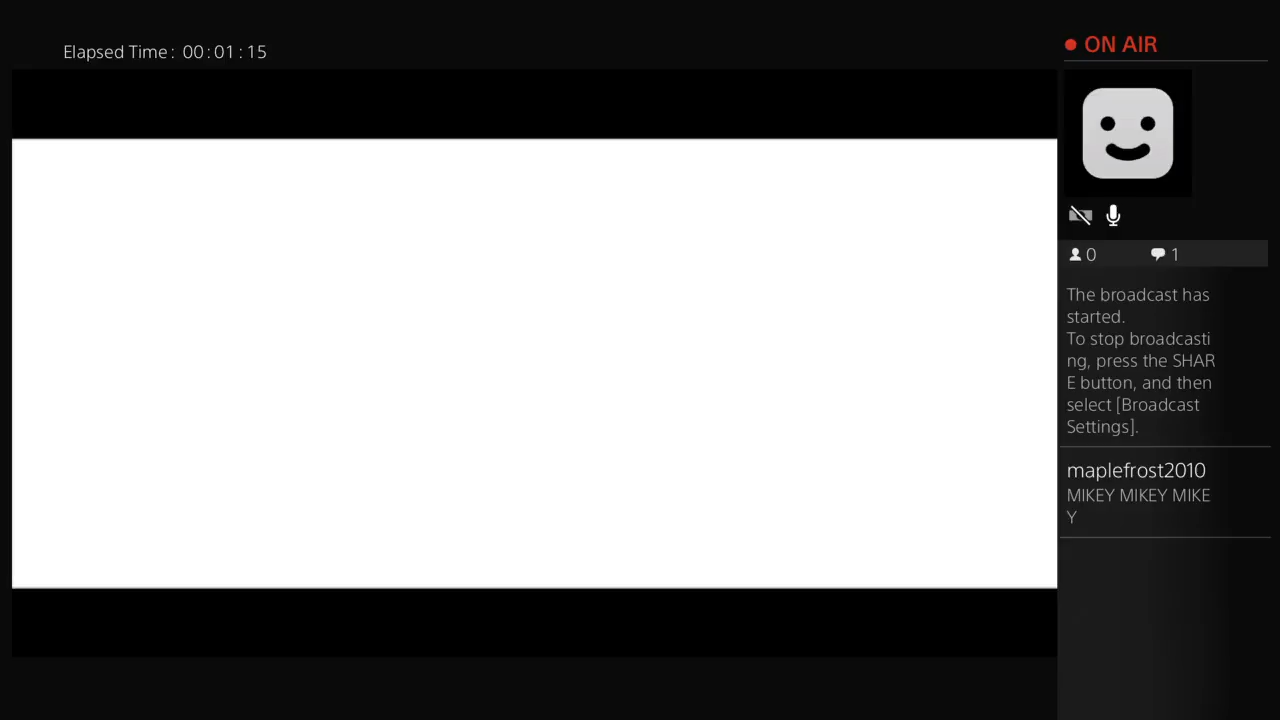 Elapsed Time: 00:01:15
ON AIR
0 1
The broadcast has
started.
To stop broadcasti
ng, press the SHAR
E button, and then
select [Broadcast
Settings].
maplefrost2010
MIKEY MIKEY MIKE
Y